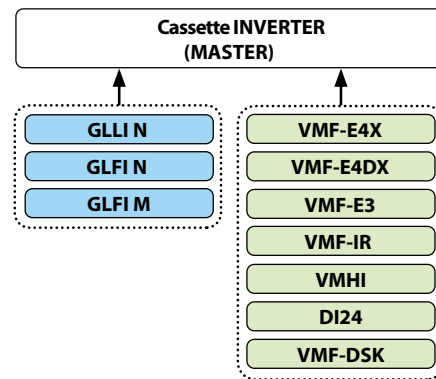 Cassette INVERTER
(MASTER)
GLLI N
GLFI N
GLFI M
VMF-E4X
VMF-E4DX
VMF-E3
VMF-IR
VMHI
DI24
VMF-DSK